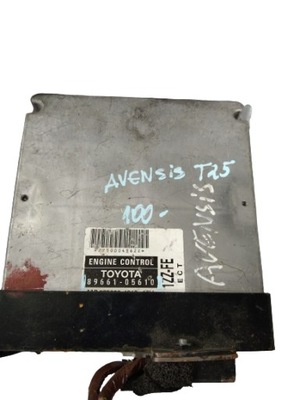 AVENSiS T25
100-
ENGINE CONTROL
TOYOTA
89661-05610
1ZZ-FE
ECT
AVENSiS